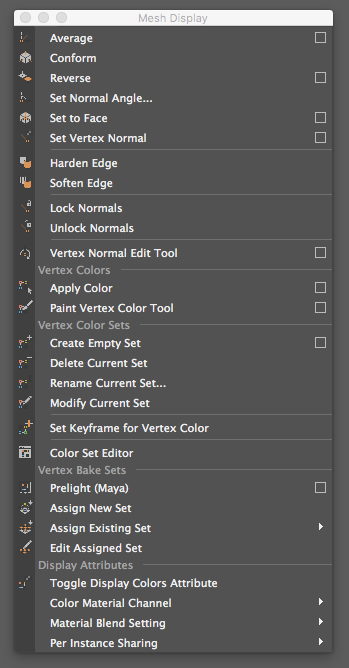 Mesh Display
Average
Conform
Reverse
Set Normal Angle...
Set to Face
Set Vertex Normal
Harden Edge
Soften Edge
Lock Normals
Unlock Normals
Vertex Normal Edit Tool
Vertex Colors
Apply Color
Paint Vertex Color Tool
Vertex Color Sets
Create Empty Set
Delete Current Set
Rename Current Set...
Modify Current Set
Set Keyframe for Vertex Color
Color Set Editor
Vertex Bake Sets
Prelight (Maya)
Assign New Set
Assign Existing Set
Edit Assigned Set
Display Attributes
Toggle Display Colors Attribute
Color Material Channel
Material Blend Setting
Per Instance Sharing